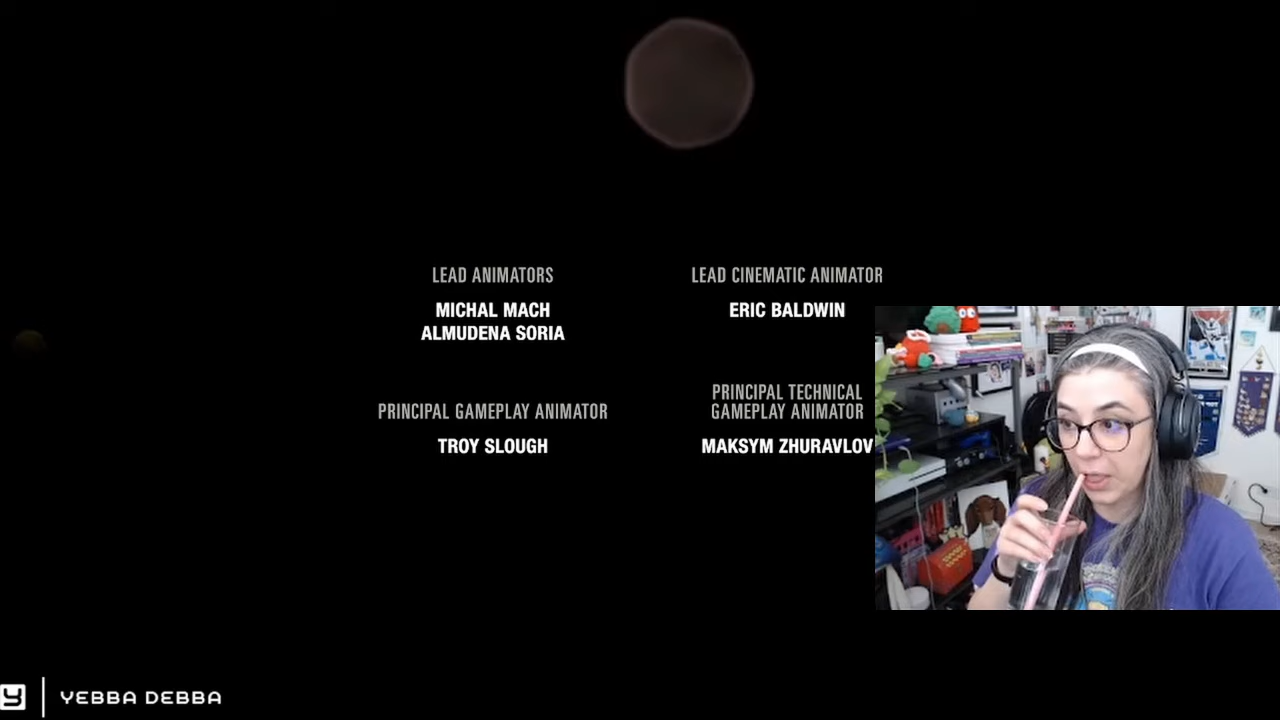 LEAD ANIMATORS
MICHAL MACH
ALMUDENA SORIA
LEAD CINEMATIC ANIMATOR
ERIC BALDWIN
PRINCIPAL GAMEPLAY ANIMATOR
TROY SLOUGH
PRINCIPAL TECHNICAL
GAMEPLAY ANIMATOR
MAKSYM ZHURAVLOV
YEBBA DEBBA